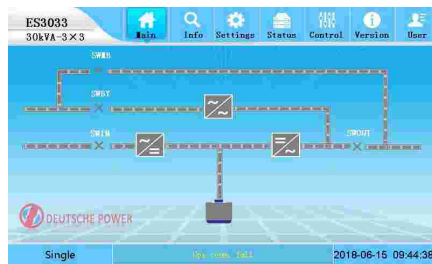 ES3033
30kVA-3×3
Main
Info
Settings
Status
Control
Version
User
SWMB
SWBY
SWIN
SWOUT
DEUTSCHE POWER
Single
Ups comm. fail
2018-06-15 09:44:38